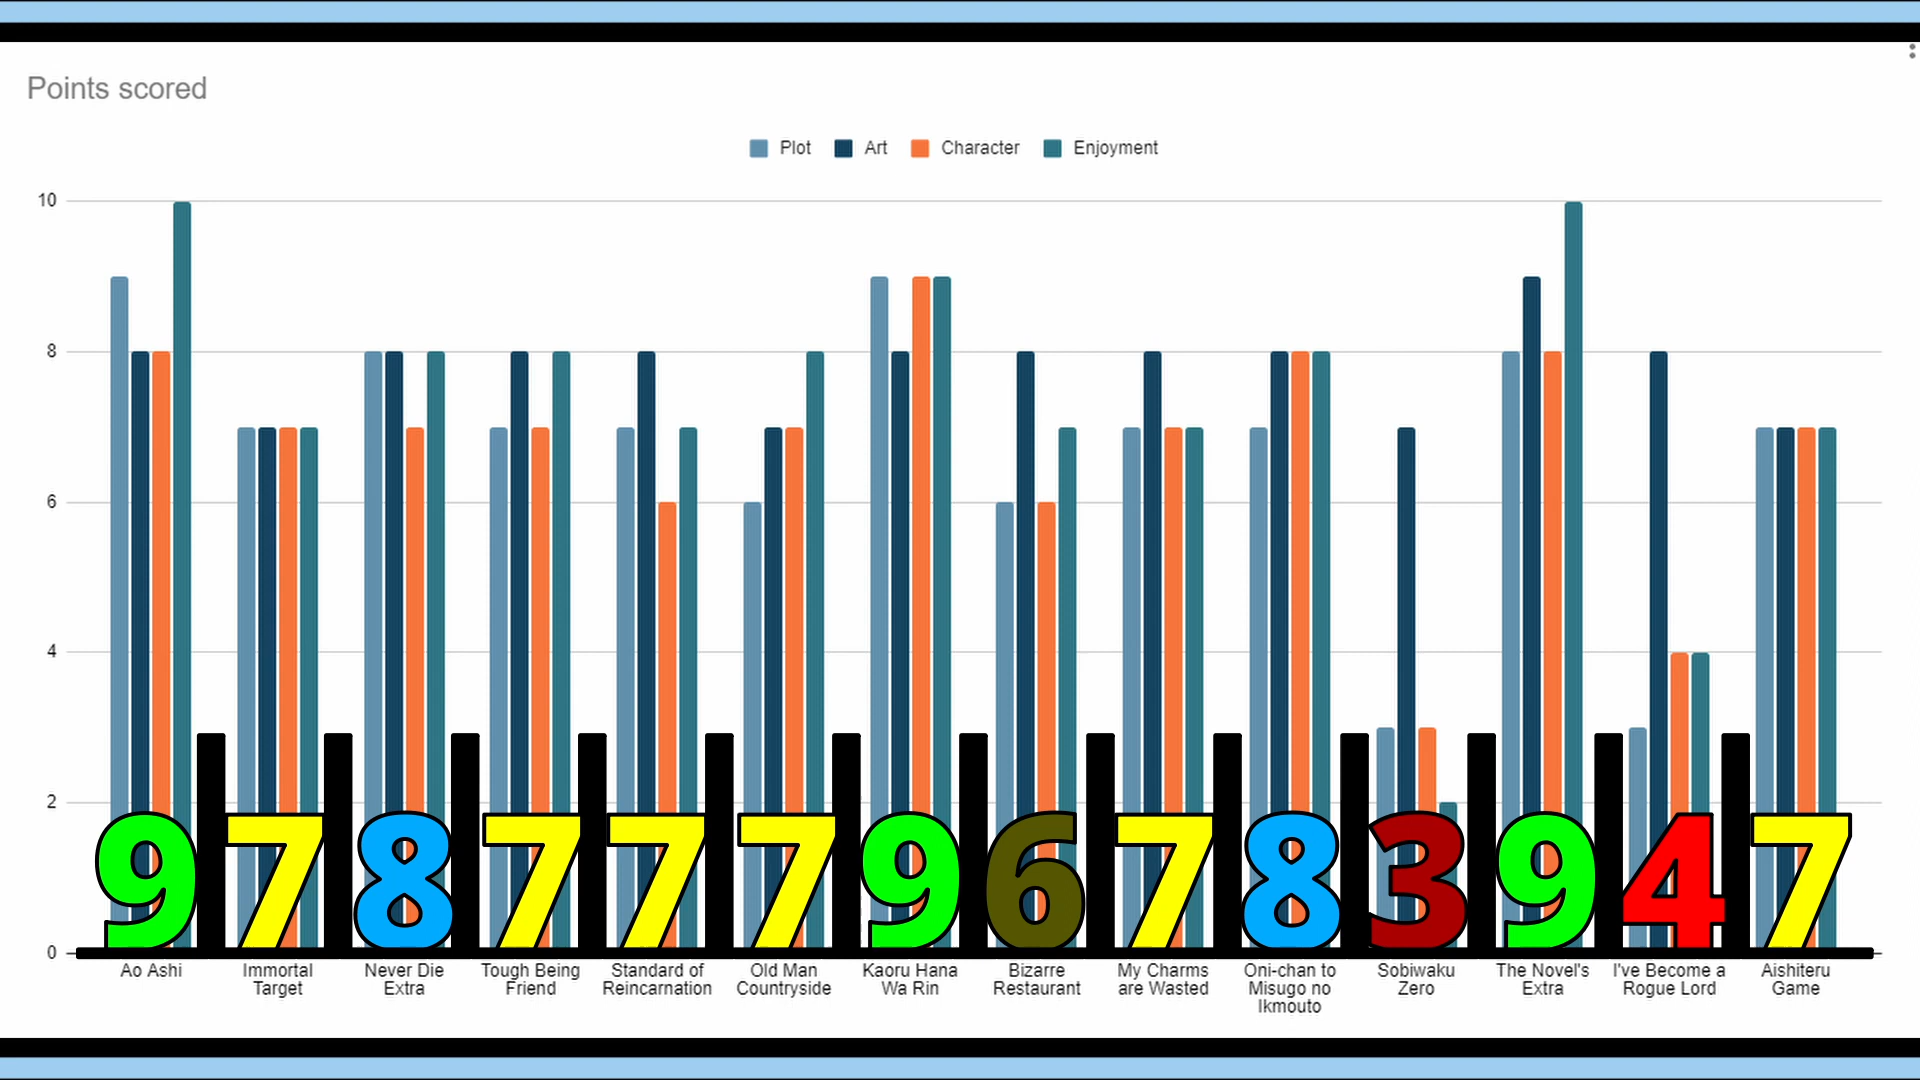 Points scored
Plot Art Character Enjoyment
10
8
6
4
2
0
9 7 8 7 7 7 9 6 7 8 3 9 4 7
Ao Ashi
Immortal
Target
Never Die
Extra
Tough Being
Friend
Standard of
Reincarnation
Old Man
Countryside
Kaoru Hana
Wa Rin
Bizarre
Restaurant
My Charms
are Wasted
Oni-chan to
Misugo no
Ikmouto
Sobiwaku
Zero
The Novel's
Extra
I've Become a
Rogue Lord
Aishiteru
Game